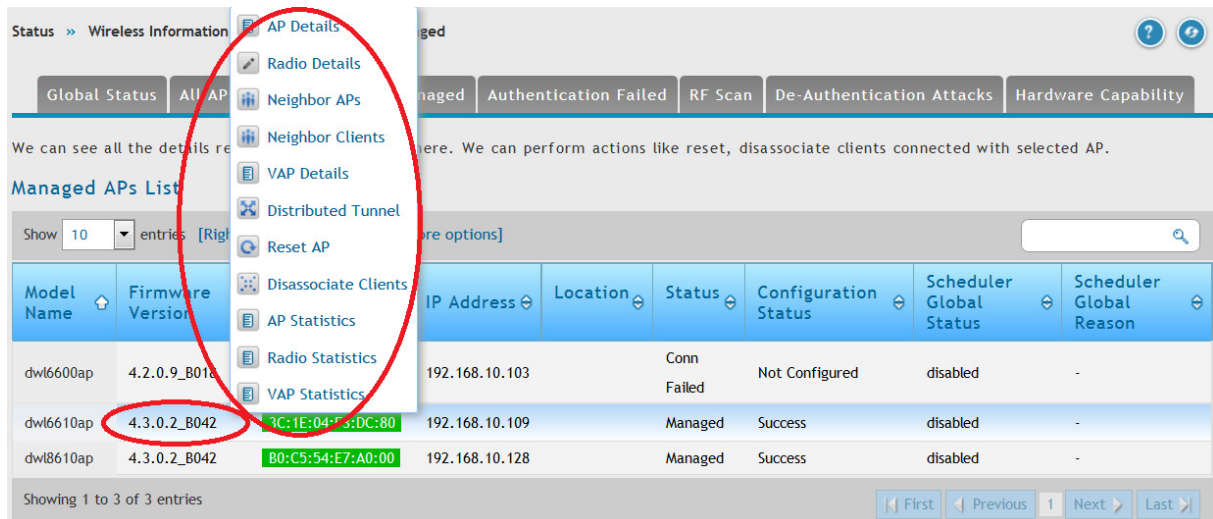 Status » Wireless Information
ged
AP Details
Radio Details
Neighbor APs
Neighbor Clients
VAP Details
Distributed Tunnel
Reset AP
Disassociate Clients
AP Statistics
Radio Statistics
VAP Statistics
Global Status All AP naged Authentication Failed RF Scan De-Authentication Attacks Hardware Capability
We can see all the details re here. We can perform actions like reset, disassociate clients connected with selected AP.
Managed APs List
Show 10 entries [Righ ore options]
Model Name Firmware Version IP Address Location Status Configuration Status Scheduler Global Status Scheduler Global Reason
dwl6600ap 4.2.0.9_B018 192.168.10.103 Conn Failed Not Configured disabled -
dwl6610ap 4.3.0.2_B042 192.168.10.109 Managed Success disabled -
dwl8610ap 4.3.0.2_B042 B0:C5:54:E7:A0:00 192.168.10.128 Managed Success disabled -
Showing 1 to 3 of 3 entries
First Previous 1 Next Last